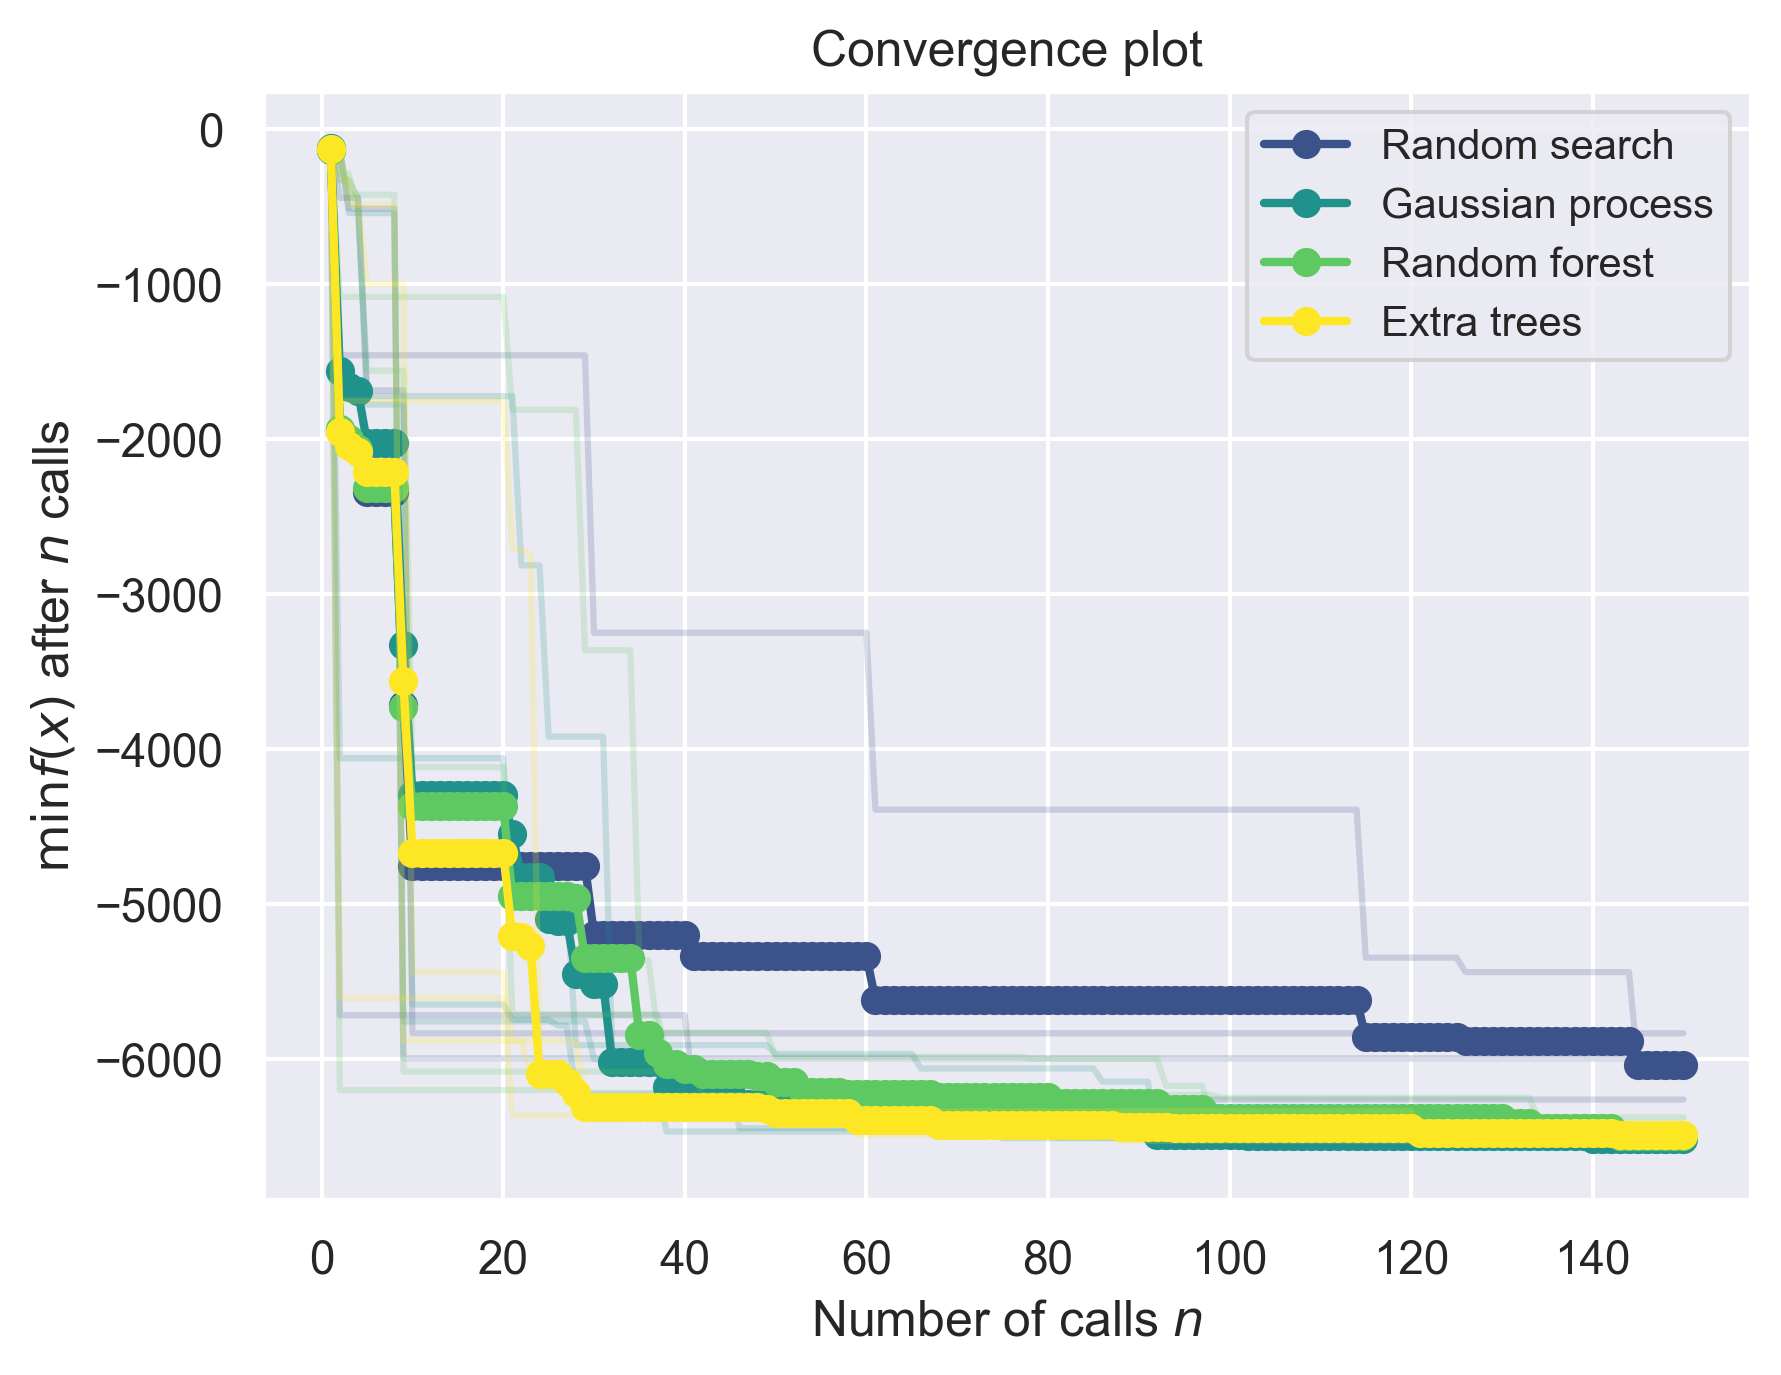 Convergence plot
min f(x) after n calls
0
−1000
−2000
−3000
−4000
−5000
−6000
Random search
Gaussian process
Random forest
Extra trees
0 20 40 60 80 100 120 140
Number of calls n